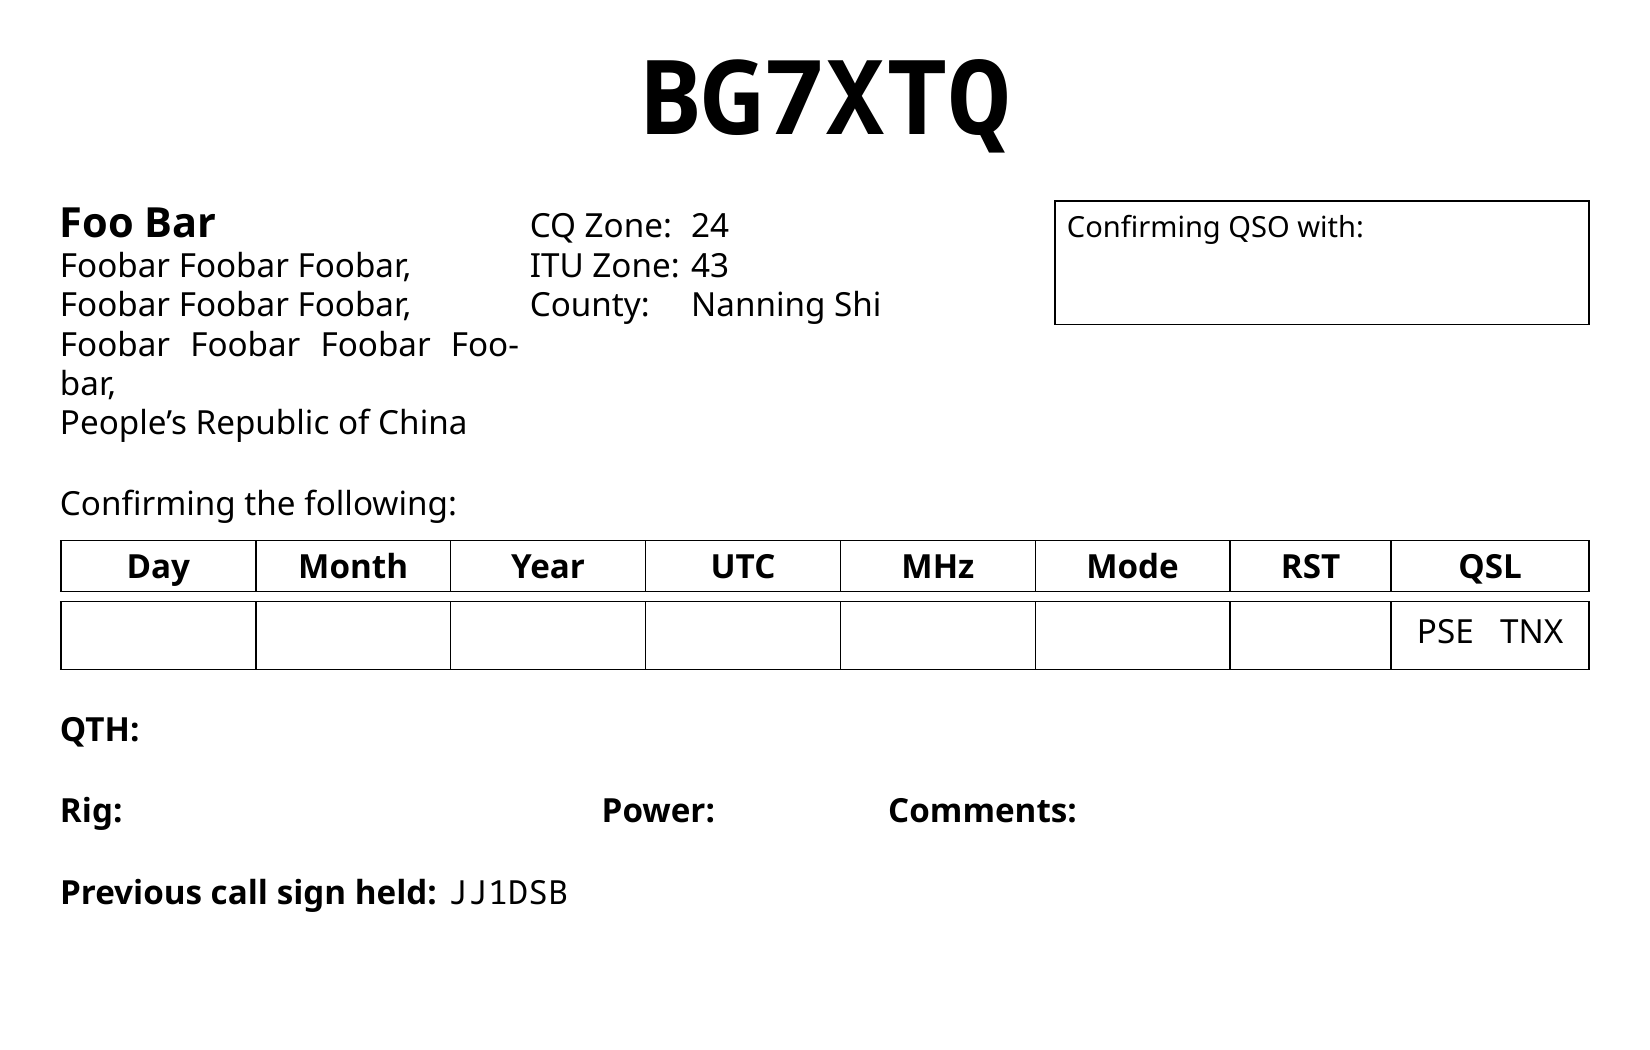 BG7XTQ
Foo Bar
Foobar Foobar Foobar,
Foobar Foobar Foobar,
Foobar Foobar Foobar Foo-
bar,
People’s Republic of China
CQ Zone: 24
ITU Zone: 43
County: Nanning Shi
Confirming QSO with:
Confirming the following:
Day Month Year UTC MHz Mode RST QSL
PSE TNX
QTH:
Rig: Power: Comments:
Previous call sign held: JJ1DSB